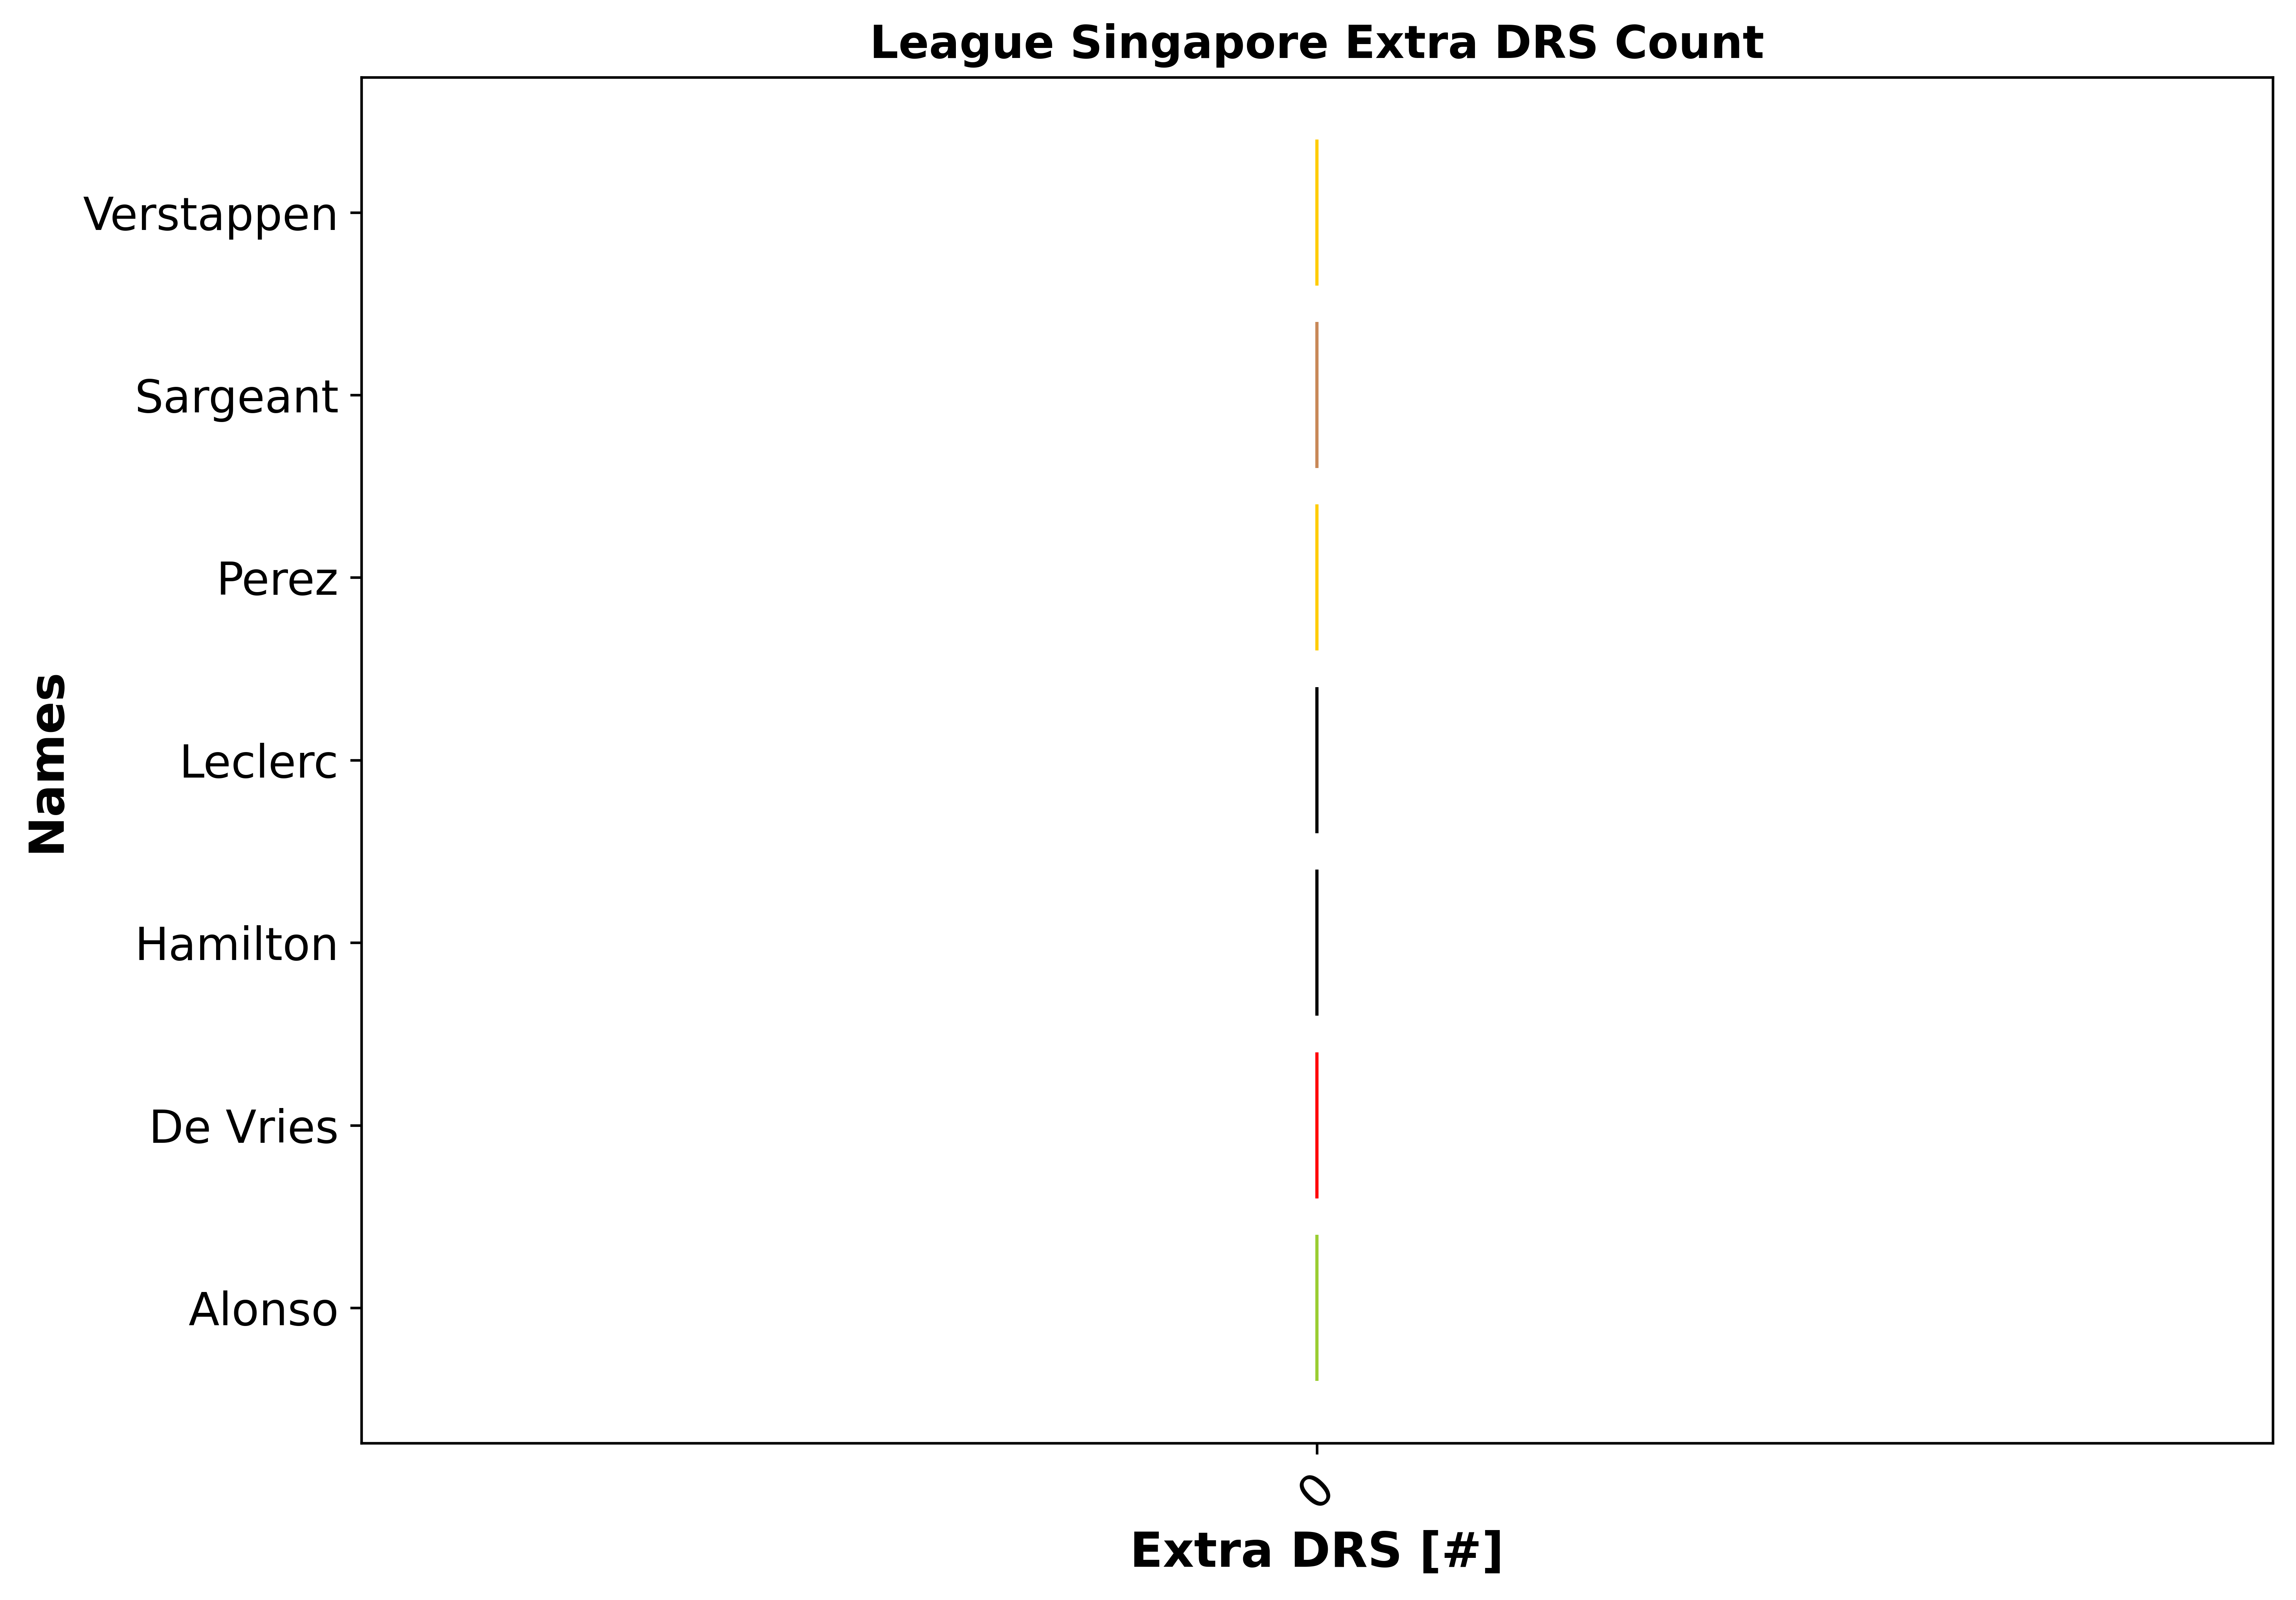 League Singapore Extra DRS Count
Names
Verstappen
Sargeant
Perez
Leclerc
Hamilton
De Vries
Alonso
0
Extra DRS [#]